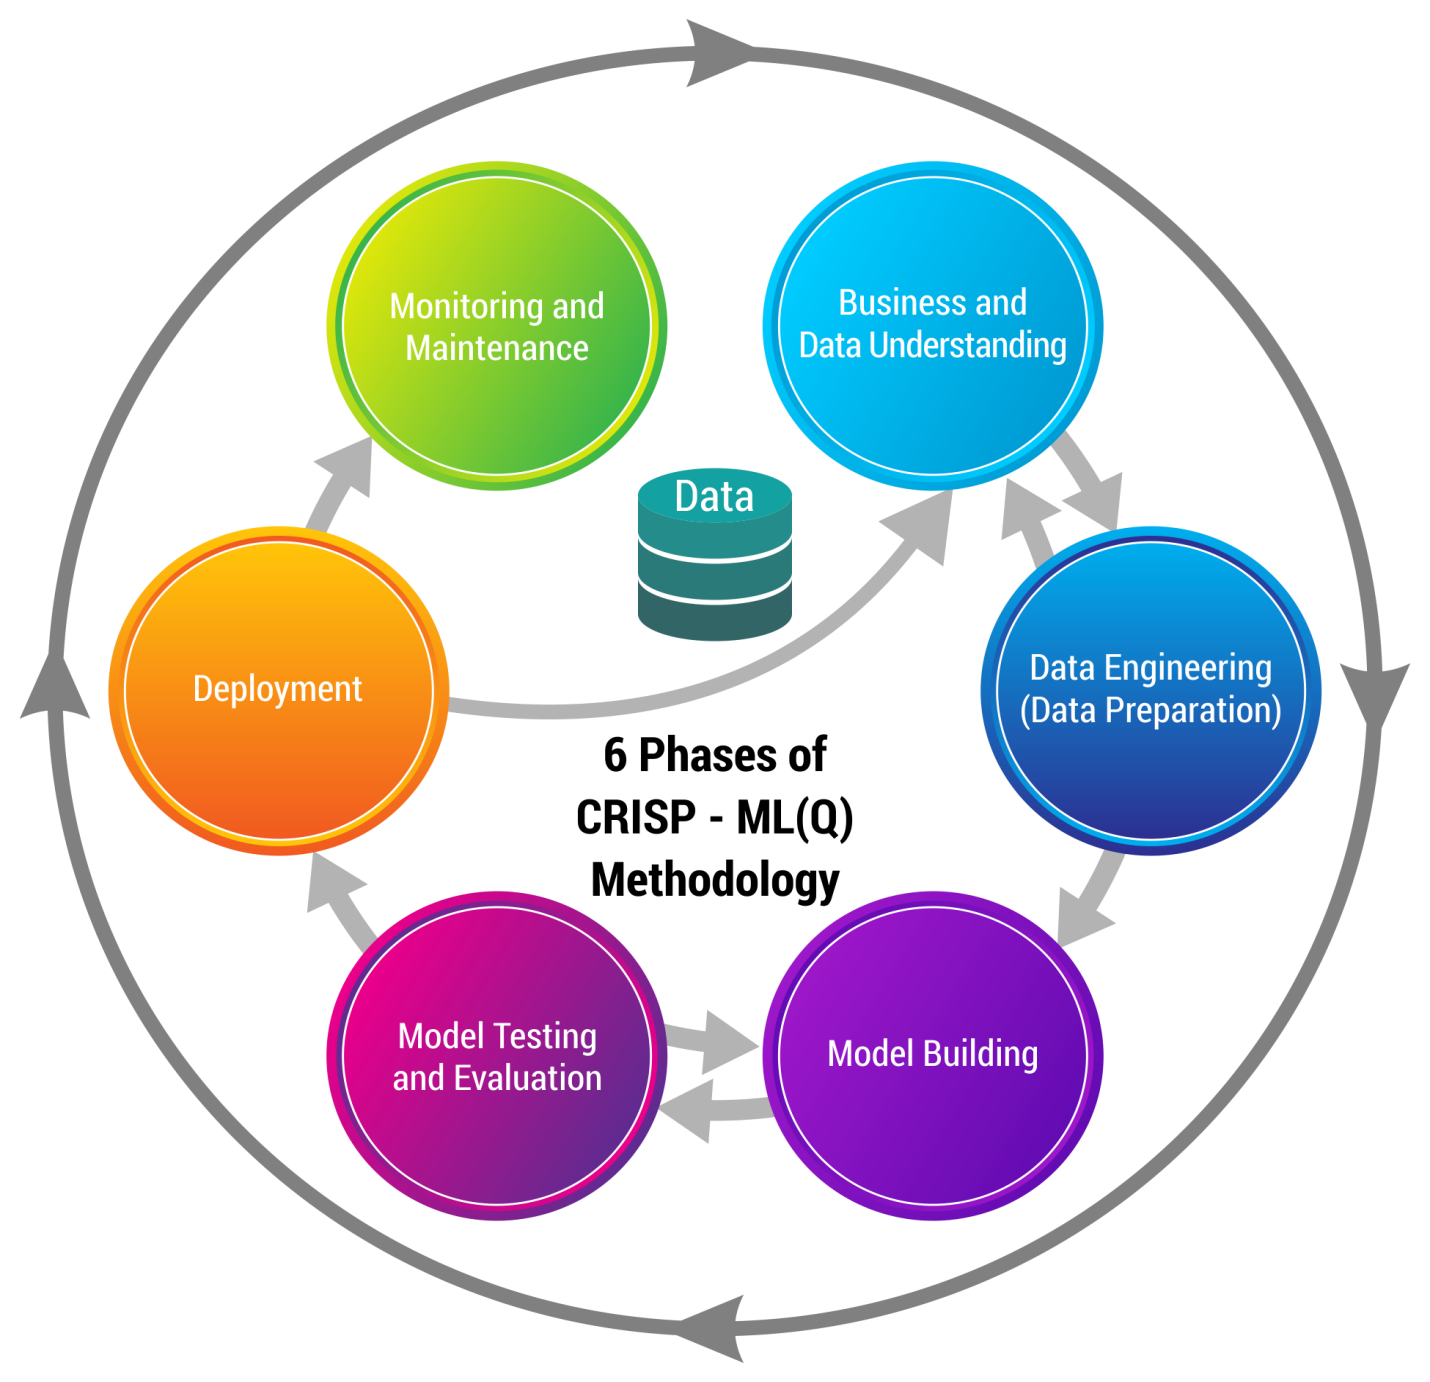 Monitoring and
Maintenance
Business and
Data Understanding
Data
Data Engineering
(Data Preparation)
Deployment
6 Phases of
CRISP - ML(Q)
Methodology
Model Testing
and Evaluation
Model Building